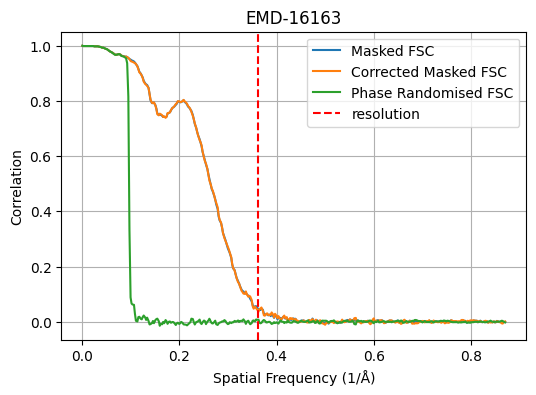 EMD-16163
Masked FSC
Corrected Masked FSC
Phase Randomised FSC
resolution
1.0
0.8
0.6
0.4
0.2
0.0
Correlation
0.0 0.2 0.4 0.6 0.8
Spatial Frequency (1/Å)